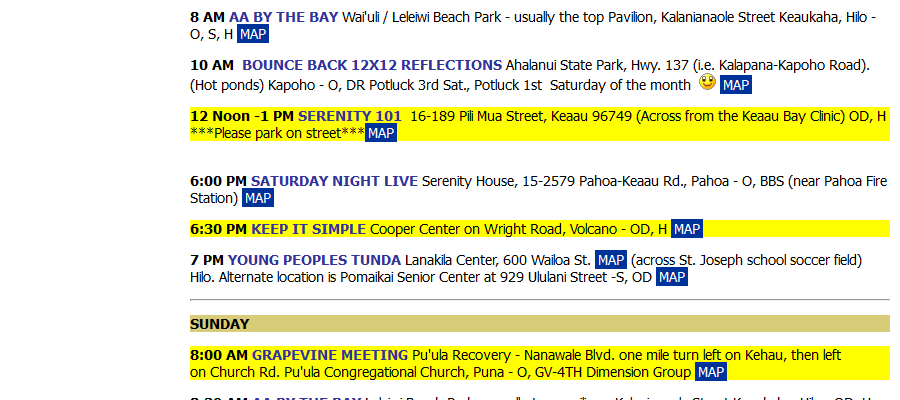 8 AM AA BY THE BAY Wai'uli / Leleiwi Beach Park - usually the top Pavilion, Kalanianaole Street Keaukaha, Hilo -
O, S, H MAP
10 AM BOUNCE BACK 12X12 REFLECTIONS Ahalanui State Park, Hwy. 137 (i.e. Kalapana-Kapoho Road).
(Hot ponds) Kapoho - O, DR Potluck 3rd Sat., Potluck 1st Saturday of the month MAP
12 Noon -1 PM SERENITY 101 16-189 Pili Mua Street, Keaau 96749 (Across from the Keaau Bay Clinic) OD, H
***Please park on street***MAP
6:00 PM SATURDAY NIGHT LIVE Serenity House, 15-2579 Pahoa-Keaau Rd., Pahoa - O, BBS (near Pahoa Fire
Station) MAP
6:30 PM KEEP IT SIMPLE Cooper Center on Wright Road, Volcano - OD, H MAP
7 PM YOUNG PEOPLES TUNDA Lanakila Center, 600 Wailoa St. MAP (across St. Joseph school soccer field)
Hilo. Alternate location is Pomaikai Senior Center at 929 Ululani Street -S, OD MAP
SUNDAY
8:00 AM GRAPEVINE MEETING Pu'ula Recovery - Nanawale Blvd. one mile turn left on Kehau, then left
on Church Rd. Pu'ula Congregational Church, Puna - O, GV-4TH Dimension Group MAP